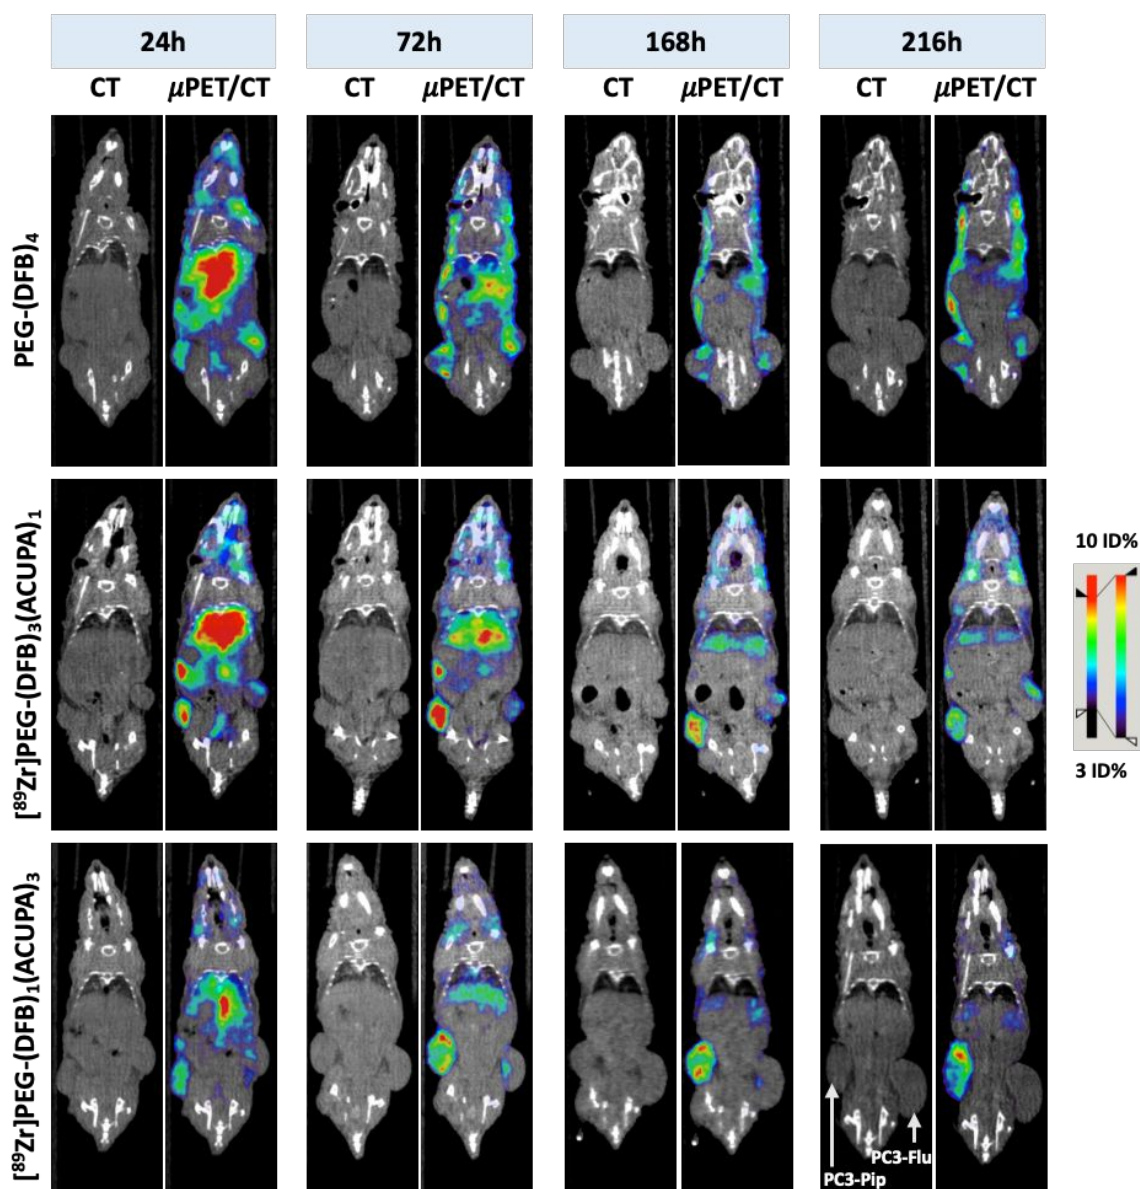 24h 72h 168h 216h
CT μPET/CT CT μPET/CT CT μPET/CT CT μPET/CT
PEG-(DFB)4
[89Zr]PEG-(DFB)3(ACUPA)1
10 ID%
3 ID%
[89Zr]PEG-(DFB)1(ACUPA)3
PC3-Flu
PC3-Pip